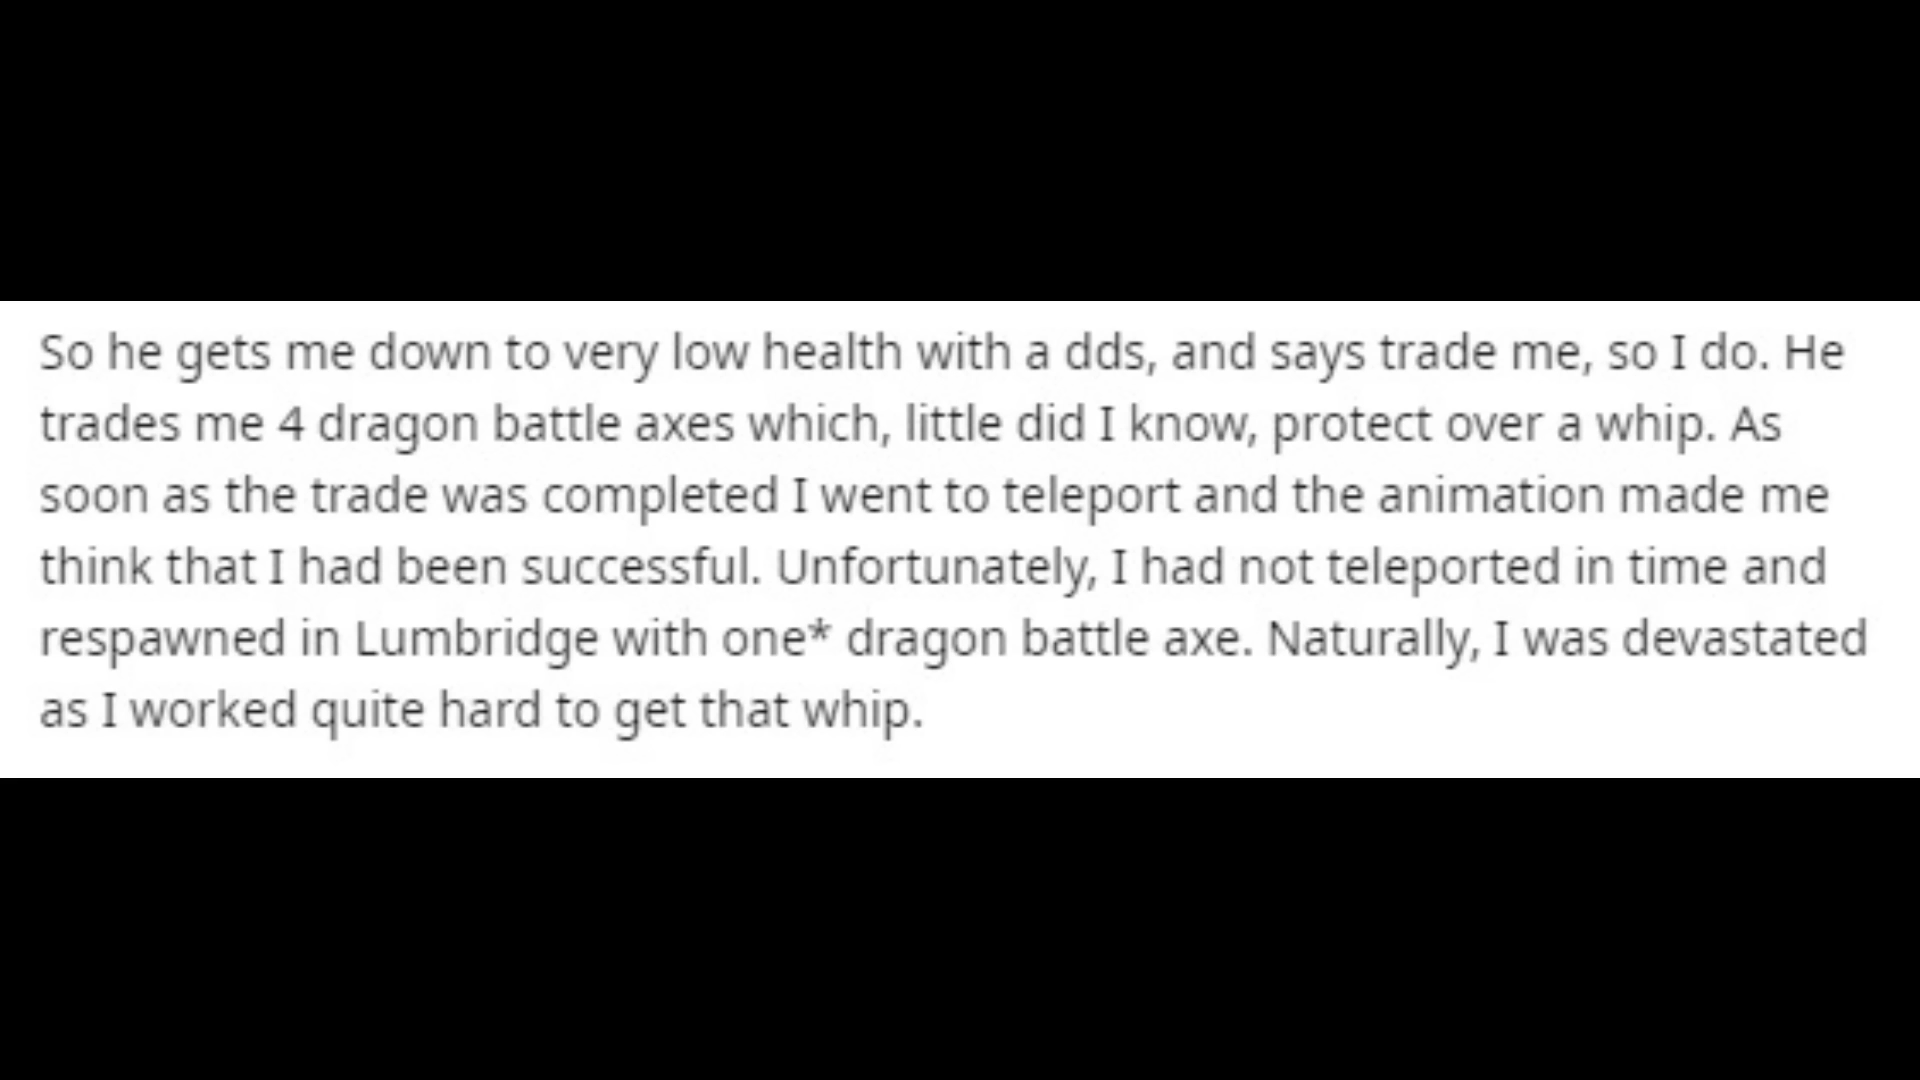 So he gets me down to very low health with a dds, and says trade me, so I do. He
trades me 4 dragon battle axes which, little did I know, protect over a whip. As
soon as the trade was completed I went to teleport and the animation made me
think that I had been successful. Unfortunately, I had not teleported in time and
respawned in Lumbridge with one* dragon battle axe. Naturally, I was devastated
as I worked quite hard to get that whip.